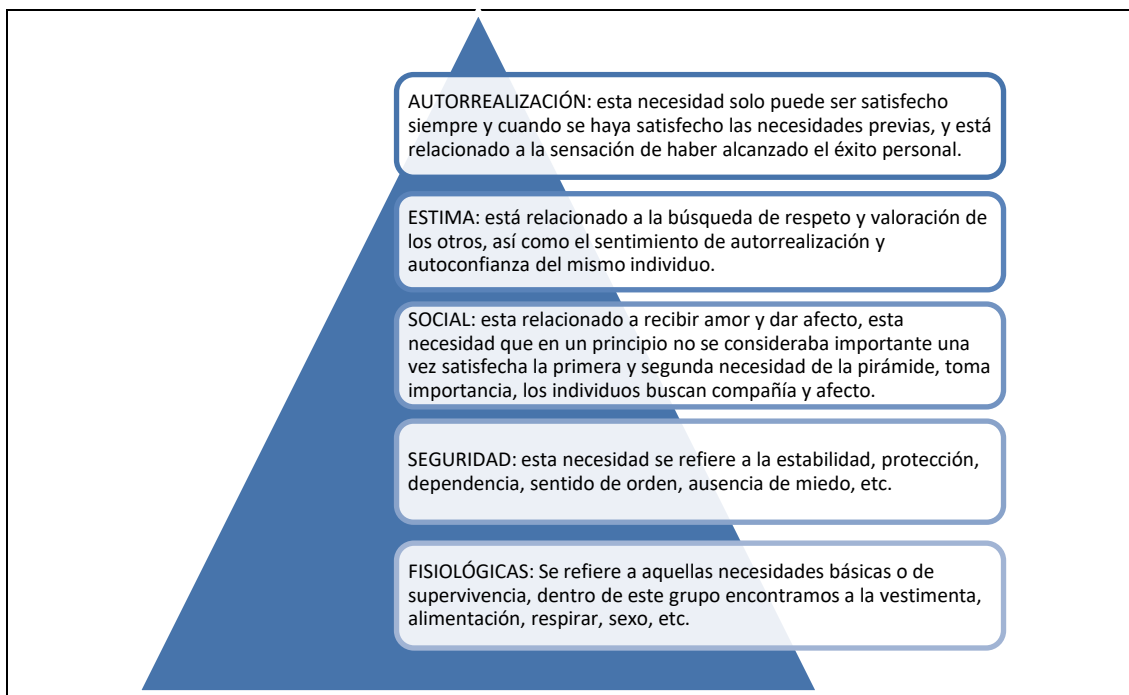 AUTORREALIZACIÓN: esta necesidad solo puede ser satisfecho
siempre y cuando se haya satisfecho las necesidades previas, y está
relacionado a la sensación de haber alcanzado el éxito personal.
ESTIMA: está relacionado a la búsqueda de respeto y valoración de
los otros, así como el sentimiento de autorrealización y
autoconfianza del mismo individuo.
SOCIAL: esta relacionado a recibir amor y dar afecto, esta
necesidad que en un principio no se consideraba importante una
vez satisfecha la primera y segunda necesidad de la pirámide, toma
importancia, los individuos buscan compañía y afecto.
SEGURIDAD: esta necesidad se refiere a la estabilidad, protección,
dependencia, sentido de orden, ausencia de miedo, etc.
FISIOLÓGICAS: Se refiere a aquellas necesidades básicas o de
supervivencia, dentro de este grupo encontramos a la vestimenta,
alimentación, respirar, sexo, etc.